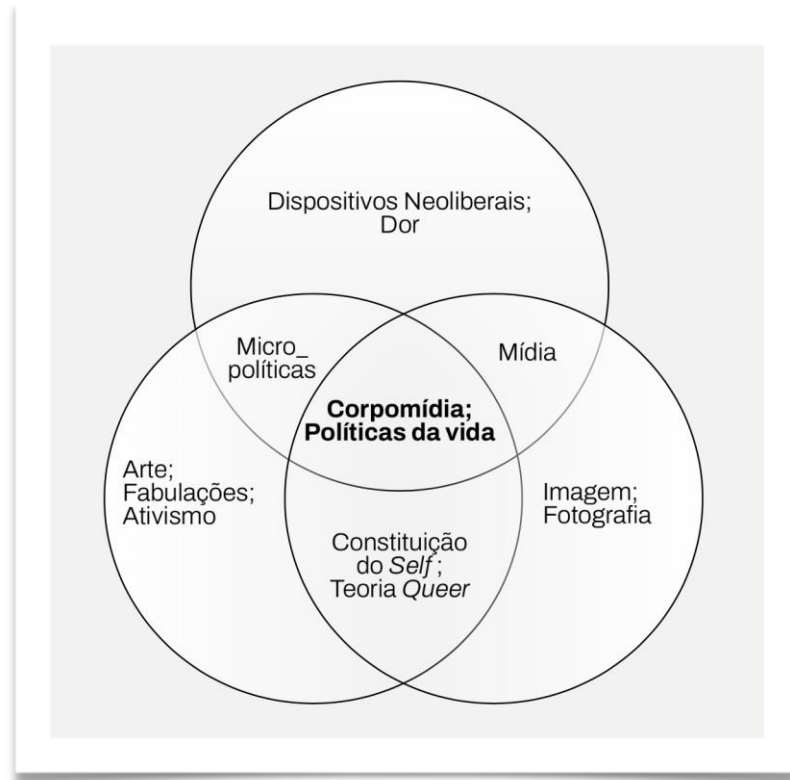 Dispositivos Neoliberais;
Dor
Micro_
políticas
Mídia
Corpomídia;
Políticas da vida
Arte;
Fabulações;
Ativismo
Imagem;
Fotografia
Constituição
do Self ;
Teoria Queer